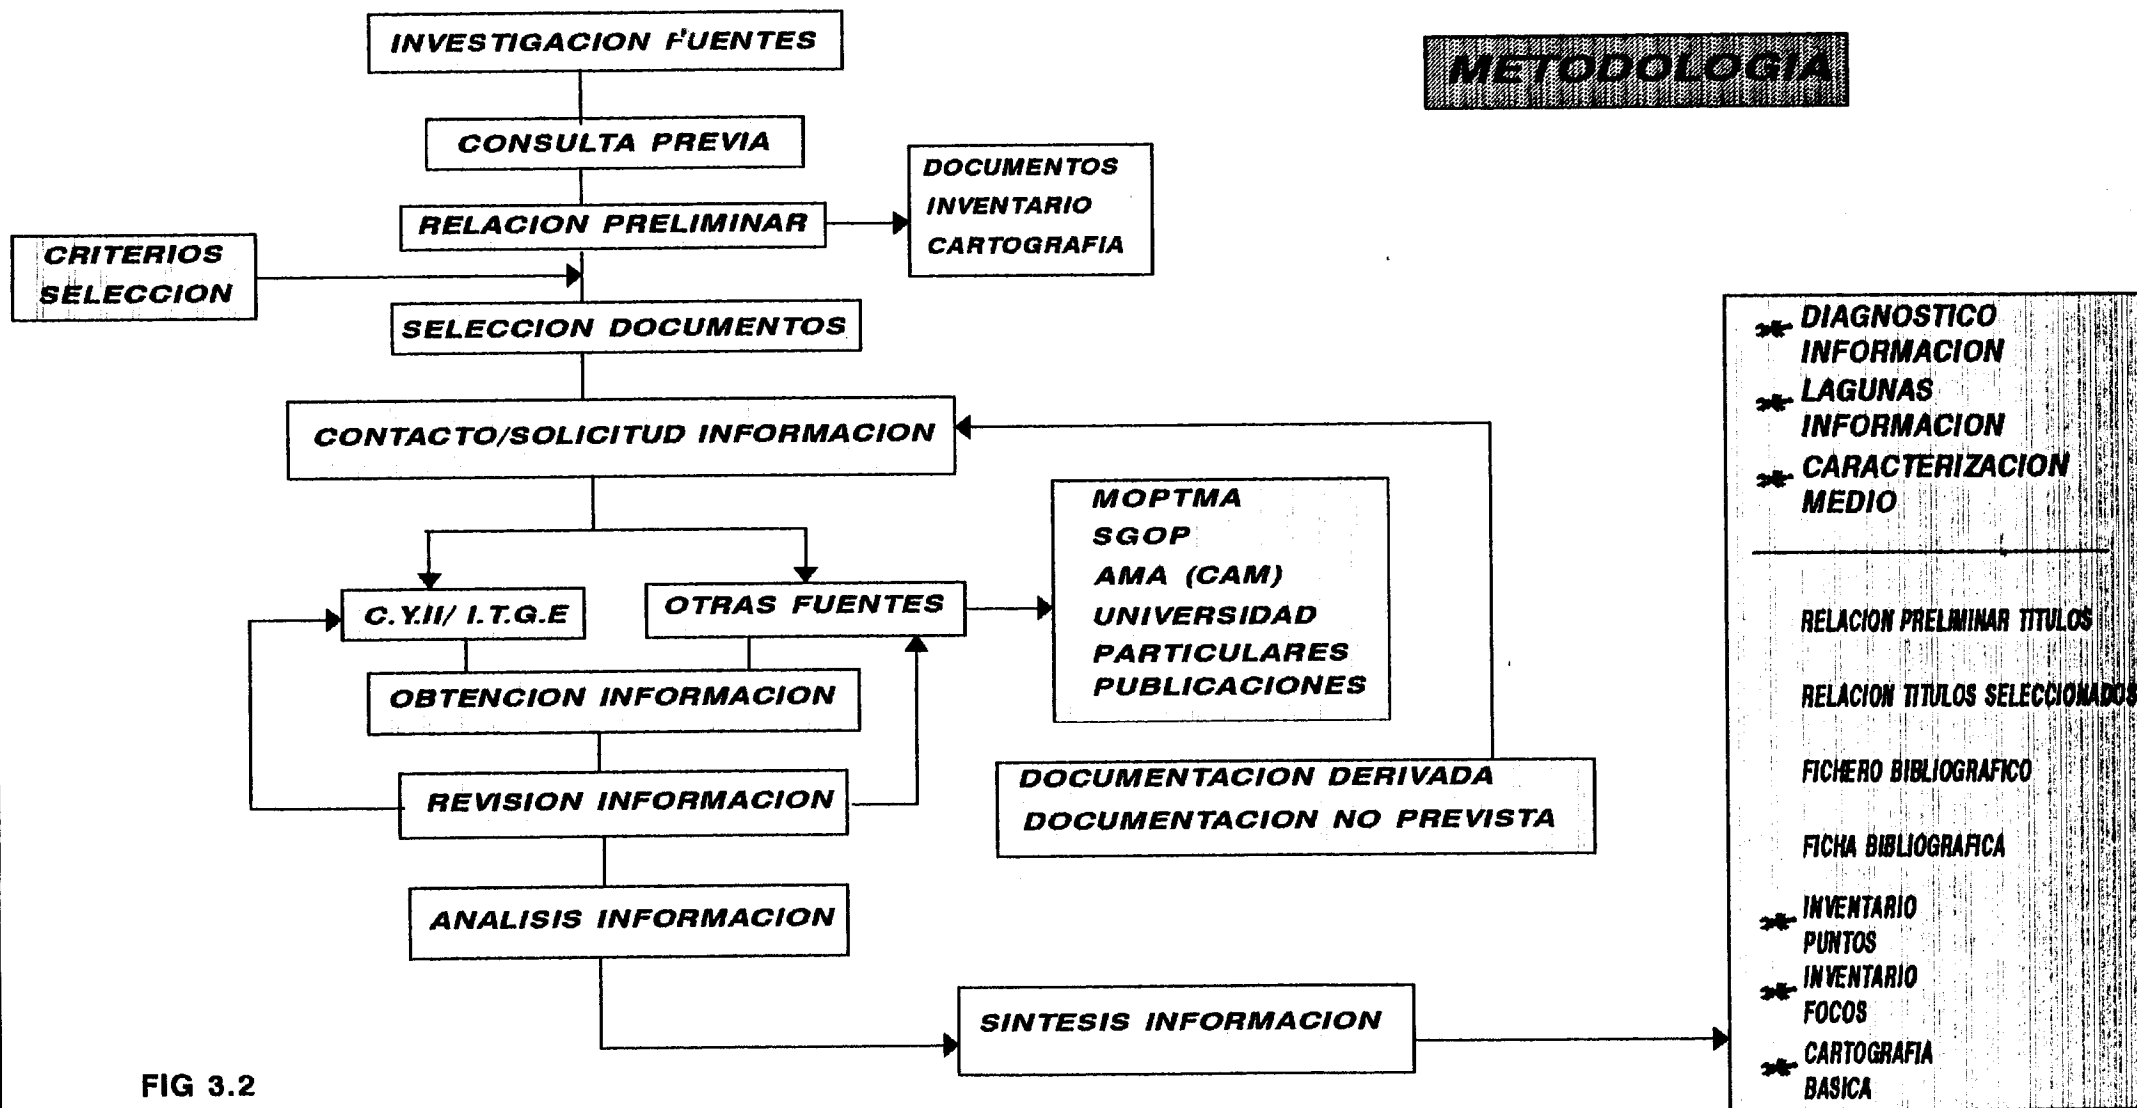 INVESTIGACION FUENTES
METODOLOGIA
CONSULTA PREVIA
DOCUMENTOS
INVENTARIO
CARTOGRAFIA
RELACION PRELIMINAR
CRITERIOS
SELECCION
SELECCION DOCUMENTOS
CONTACTO/SOLICITUD INFORMACION
C.Y.II/ I.T.G.E
OTRAS FUENTES
MOPTMA
SGOP
AMA (CAM)
UNIVERSIDAD
PARTICULARES
PUBLICACIONES
OBTENCION INFORMACION
REVISION INFORMACION
DOCUMENTACION DERIVADA
DOCUMENTACION NO PREVISTA
ANALISIS INFORMACION
SINTESIS INFORMACION
DIAGNOSTICO
INFORMACION
LAGUNAS
INFORMACION
CARACTERIZACION
MEDIO
RELACION PRELIMINAR TITULOS
RELACION TITULOS SELECCIONADOS
FICHERO BIBLIOGRAFICO
FICHA BIBLIOGRAFICA
INVENTARIO
PUNTOS
INVENTARIO
FOCOS
CARTOGRAFIA
BASICA
FIG 3.2